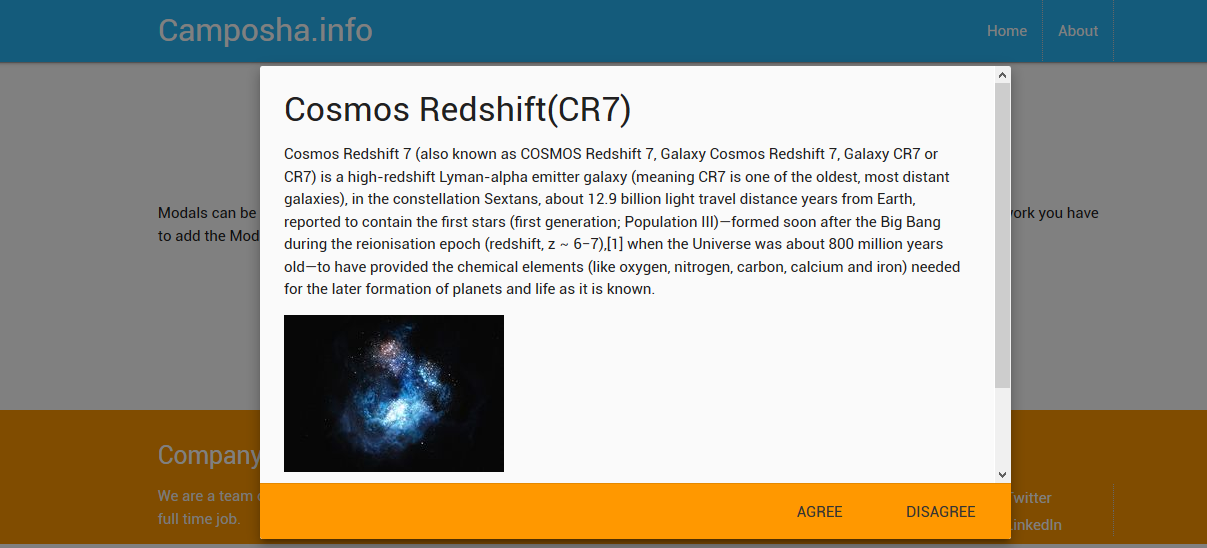 Camposha.info
Home
About
Cosmos Redshift(CR7)
Cosmos Redshift 7 (also known as COSMOS Redshift 7, Galaxy Cosmos Redshift 7, Galaxy CR7 or
CR7) is a high-redshift Lyman-alpha emitter galaxy (meaning CR7 is one of the oldest, most distant
galaxies), in the constellation Sextans, about 12.9 billion light travel distance years from Earth,
reported to contain the first stars (first generation; Population III)—formed soon after the Big Bang
during the reionisation epoch (redshift, z ~ 6–7),[1] when the Universe was about 800 million years
old—to have provided the chemical elements (like oxygen, nitrogen, carbon, calcium and iron) needed
for the later formation of planets and life as it is known.
Modals can be
you have
to add the
AGREE
DISAGREE
Company
We are a team
full time job.